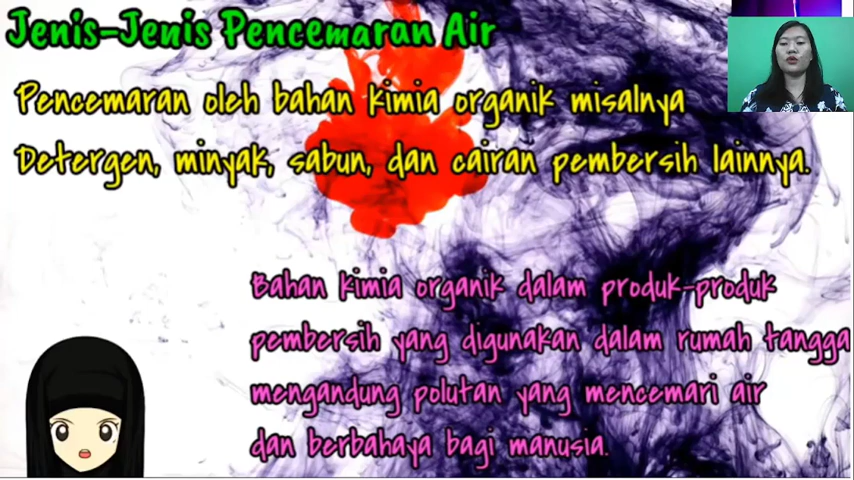 Jenis-Jenis Pencemaran Air
Pencemaran oleh bahan kimia organik misalnya
Detergen, minyak, sabun, dan cairan pembersih lainnya.
Bahan kimia organik dalam produk-produk
pembersih yang digunakan dalam rumah tangga
mengandung polutan yang mencemari air
dan berbahaya bagi manusia.